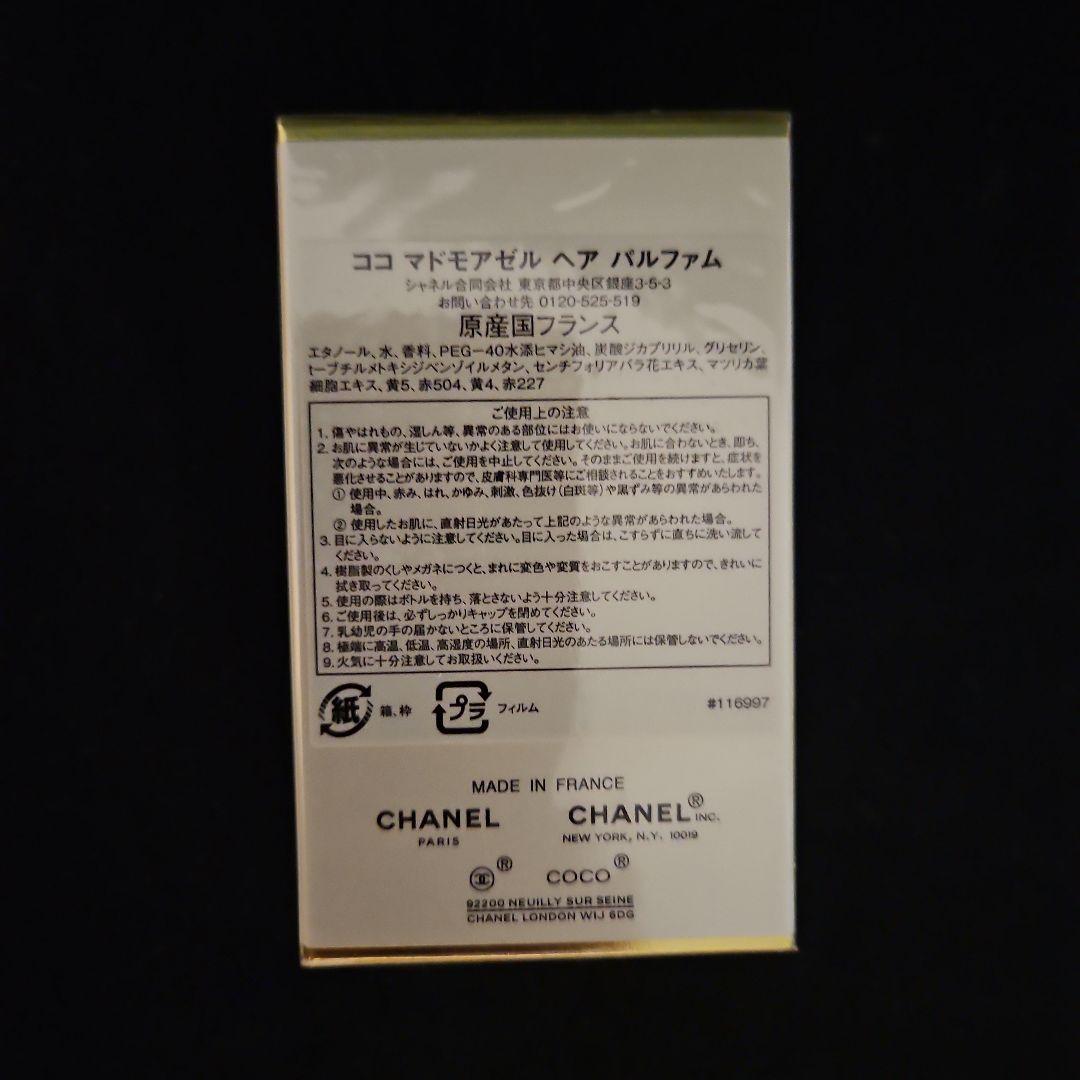 ココ マドモアゼル ヘア パルファム
シャネル合同会社 東京都中央区銀座3-5-3
お問い合わせ先 0120-525-519
原産国フランス
エタノール、水、香料、PEG-40水添ヒマシ油、炭酸ジカプリリル、グリセリン、
t-ブチルメトキシジベンゾイルメタン、センチフォリアバラ花エキス、マツリカ葉
細胞エキス、黄5、赤504、黄4、赤227
ご使用上の注意
1. 傷やはれもの、湿しん等、異常のある部位にはお使いにならないでください。
2. お肌に異常が生じていないかよく注意して使用してください。お肌に合わないとき、即ち、
次のような場合には、ご使用を中止してください。そのままご使用を続けますと、症状を
悪化させることがありますので、皮膚科専門医等にご相談されることをおすすめいたします。
① 使用中、赤み、はれ、かゆみ、刺激、色抜け(白斑等)や黒ずみ等の異常があらわれた
場合。
② 使用したお肌に、直射日光があたって上記のような異常があらわれた場合。
3. 目に入らないように注意してください。目に入った場合は、こすらずに直ちに洗い流して
ください。
4. 樹脂製のくしやメガネにつくと、まれに変色や変質をおこすことがありますので、きれいに
拭き取ってください。
5. 使用の際はボトルを持ち、落とさないよう十分注意してください。
6. ご使用後は、必ずしっかりキャップを閉めてください。
7. 乳幼児の手の届かないところに保管してください。
8. 極端に高温、低温、高湿度の場所、直射日光のあたる場所には保管しないでください。
9. 火気に十分注意してお取扱いください。
紙 箱、枠 プラ フィルム #116997
MADE IN FRANCE
CHANEL CHANEL® INC.
PARIS NEW YORK, N.Y. 10019
® COCO®
92200 NEUILLY SUR SEINE
CHANEL LONDON W1J 6DG